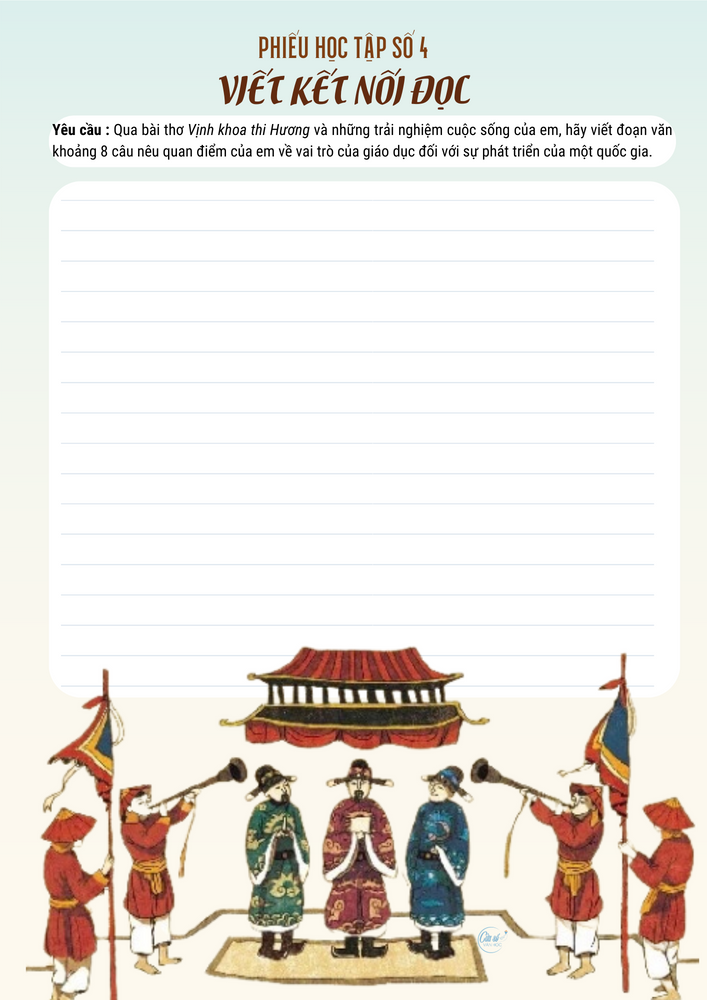 PHIẾU HỌC TẬP SỐ 4
VIẾT KẾT NỐI ĐỌC
Yêu cầu : Qua bài thơ Vịnh khoa thi Hương và những trải nghiệm cuộc sống của em, hãy viết đoạn văn
khoảng 8 câu nêu quan điểm của em về vai trò của giáo dục đối với sự phát triển của một quốc gia.